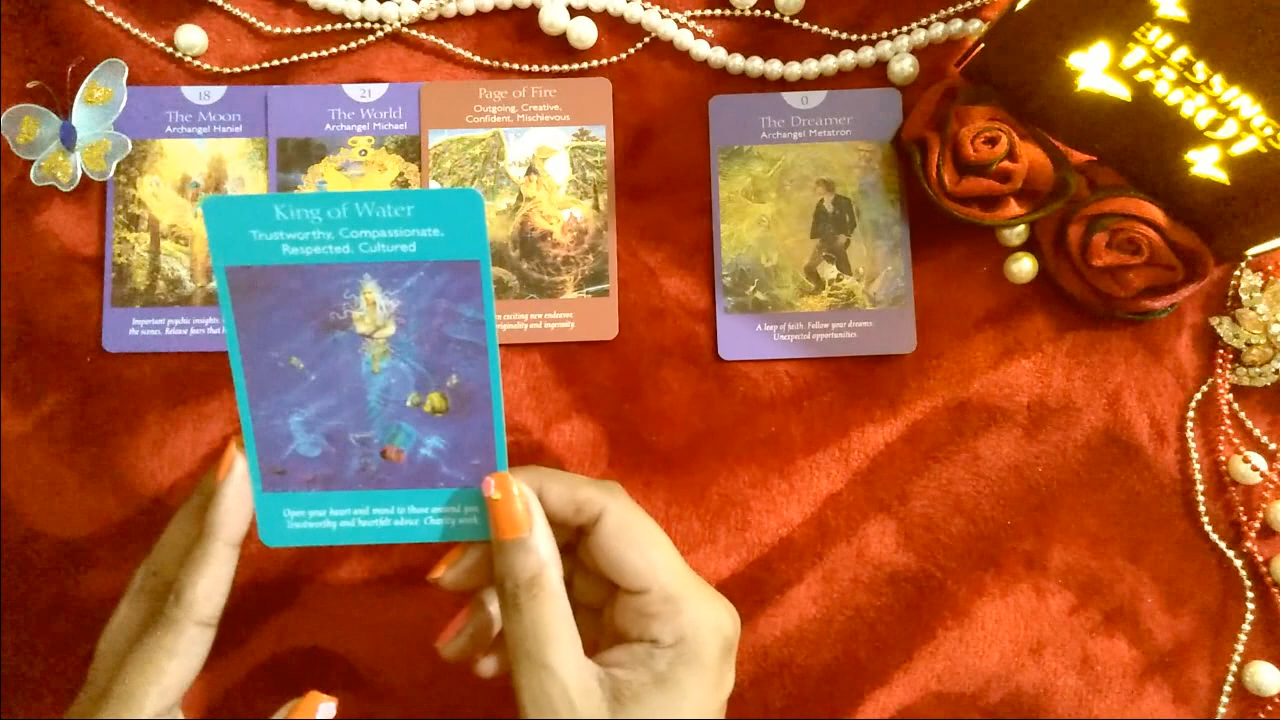 18
The Moon
Archangel Haniel
Important psychic insights.
the scenes. Release fears that
21
The World
Archangel Michael
Page of Fire
Outgoing, Creative,
Confident, Mischievous
en exciting new endeavor.
originality and ingenuity.
King of Water
Trustworthy, Compassionate,
Respected, Cultured
Open your heart and mind to those around you.
Trustworthy and heartfelt advice. Charity work.
0
The Dreamer
Archangel Metatron
A leap of faith. Follow your dreams.
Unexpected opportunities.
BLESSING
TAROT